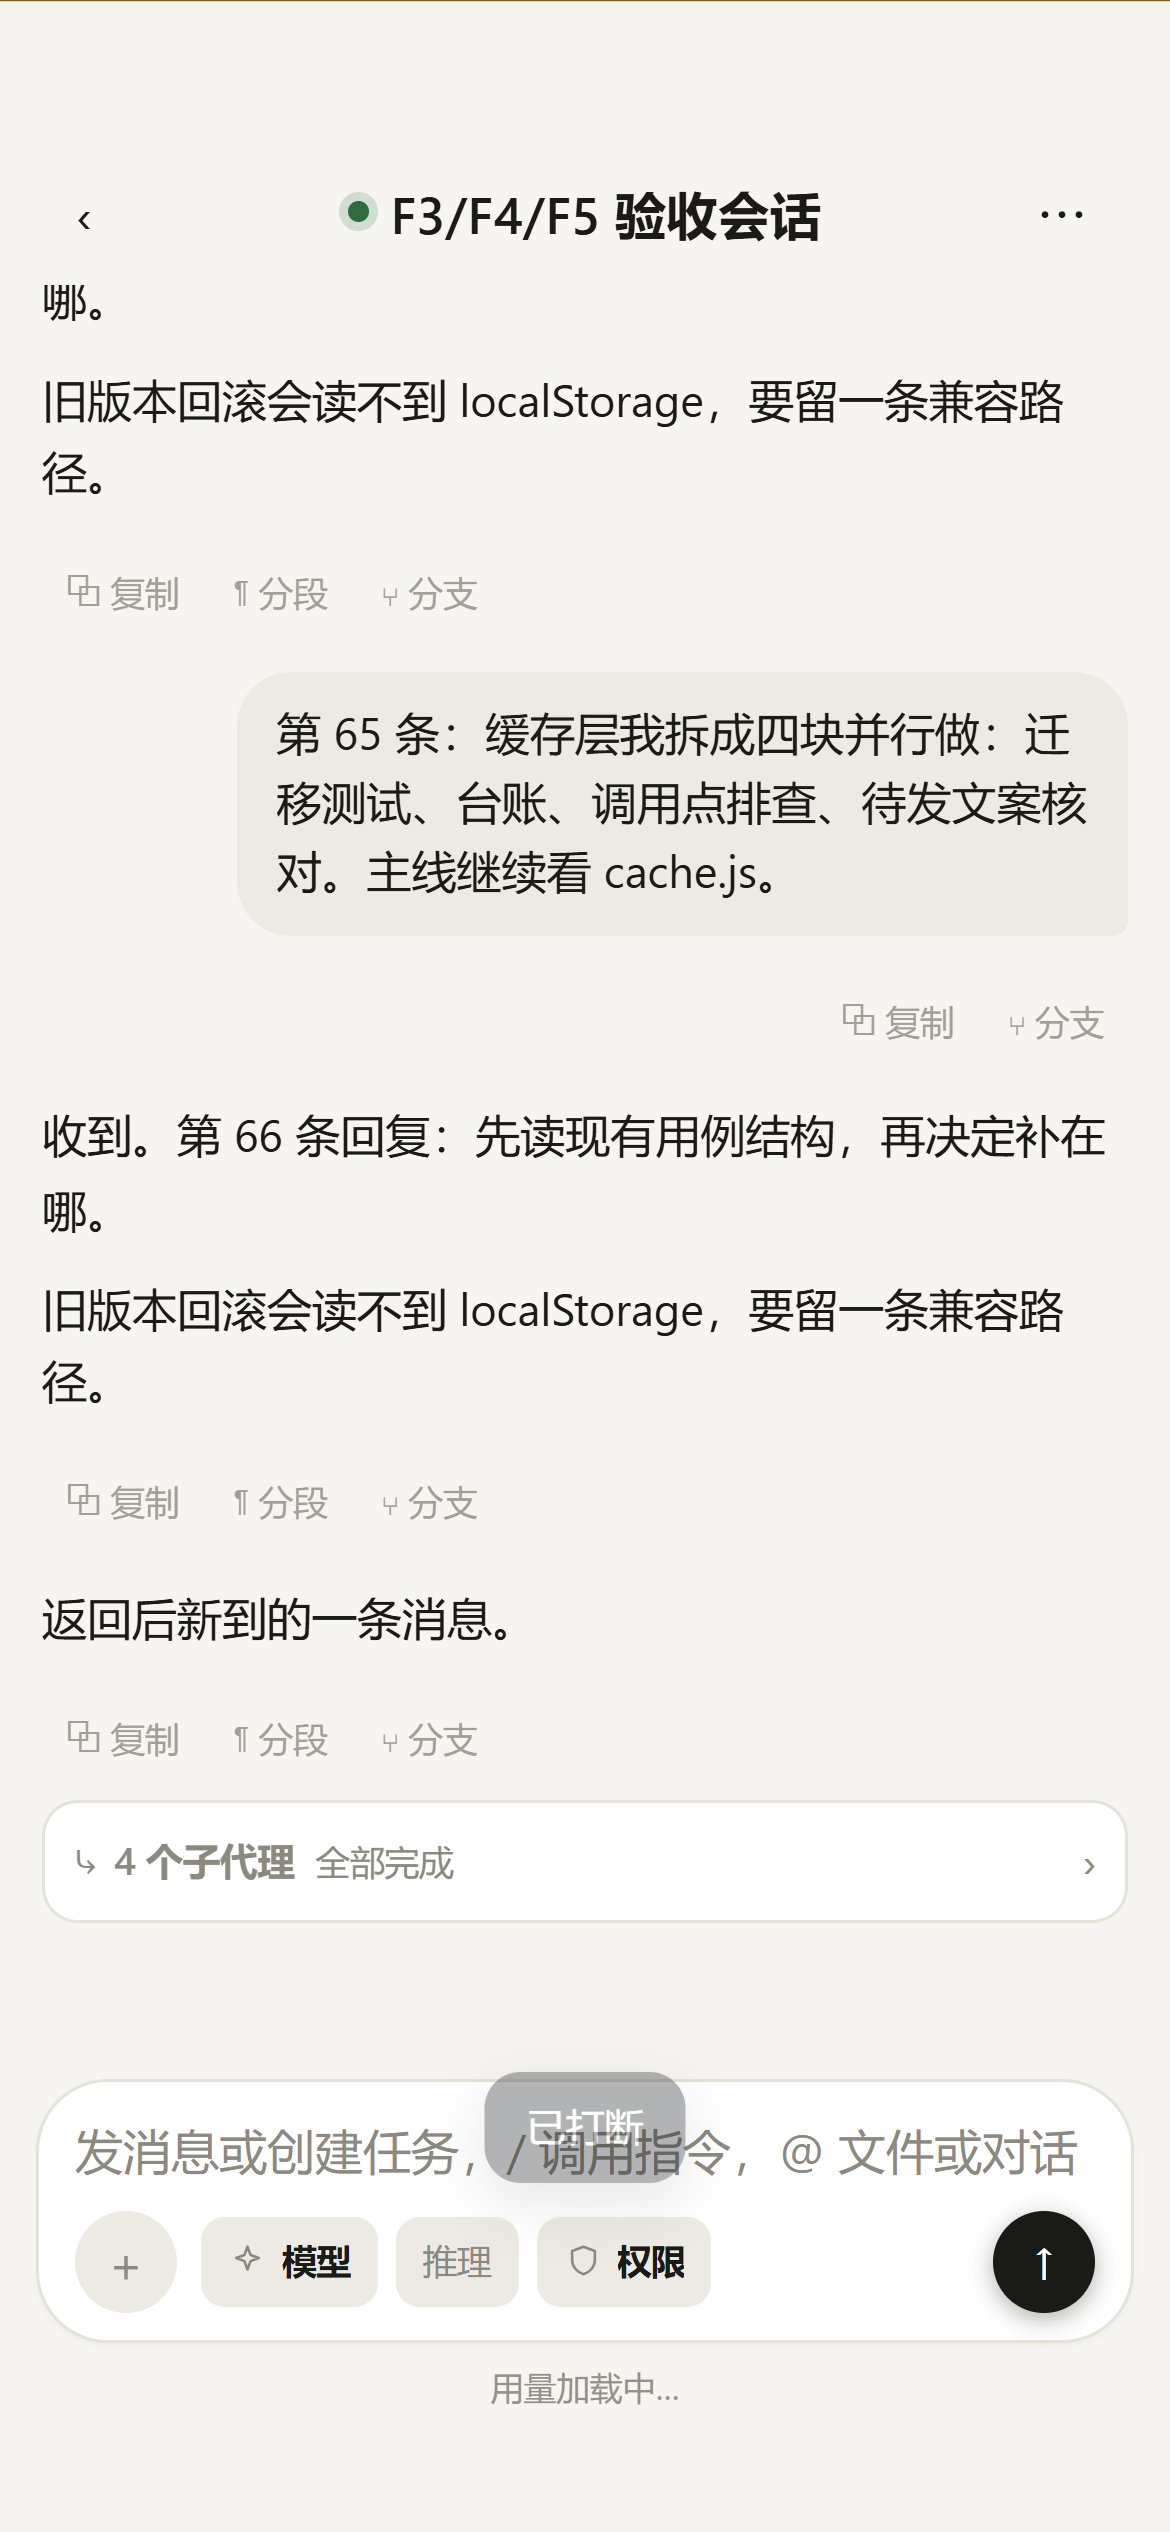 ‹
F3/F4/F5 验收会话
···
哪。
旧版本回滚会读不到 localStorage，要留一条兼容路
径。
复制 ¶ 分段 分支
第 65 条：缓存层我拆成四块并行做：迁
移测试、台账、调用点排查、待发文案核
对。主线继续看 cache.js。
复制 分支
收到。第 66 条回复：先读现有用例结构，再决定补在
哪。
旧版本回滚会读不到 localStorage，要留一条兼容路
径。
复制 ¶ 分段 分支
返回后新到的一条消息。
复制 ¶ 分段 分支
4 个子代理 全部完成 ›
已打断
发消息或创建任务，/ 调用指令，@ 文件或对话
+ 模型 推理 权限 ↑
用量加载中...